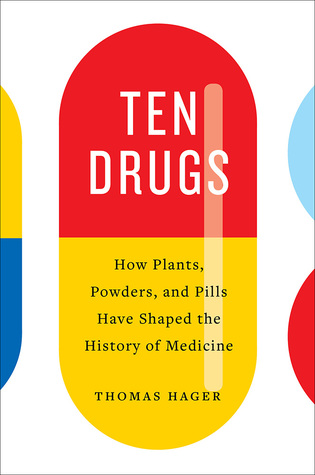 TEN
DRUGS
How Plants,
Powders, and Pills
Have Shaped the
History of Medicine
THOMAS HAGER